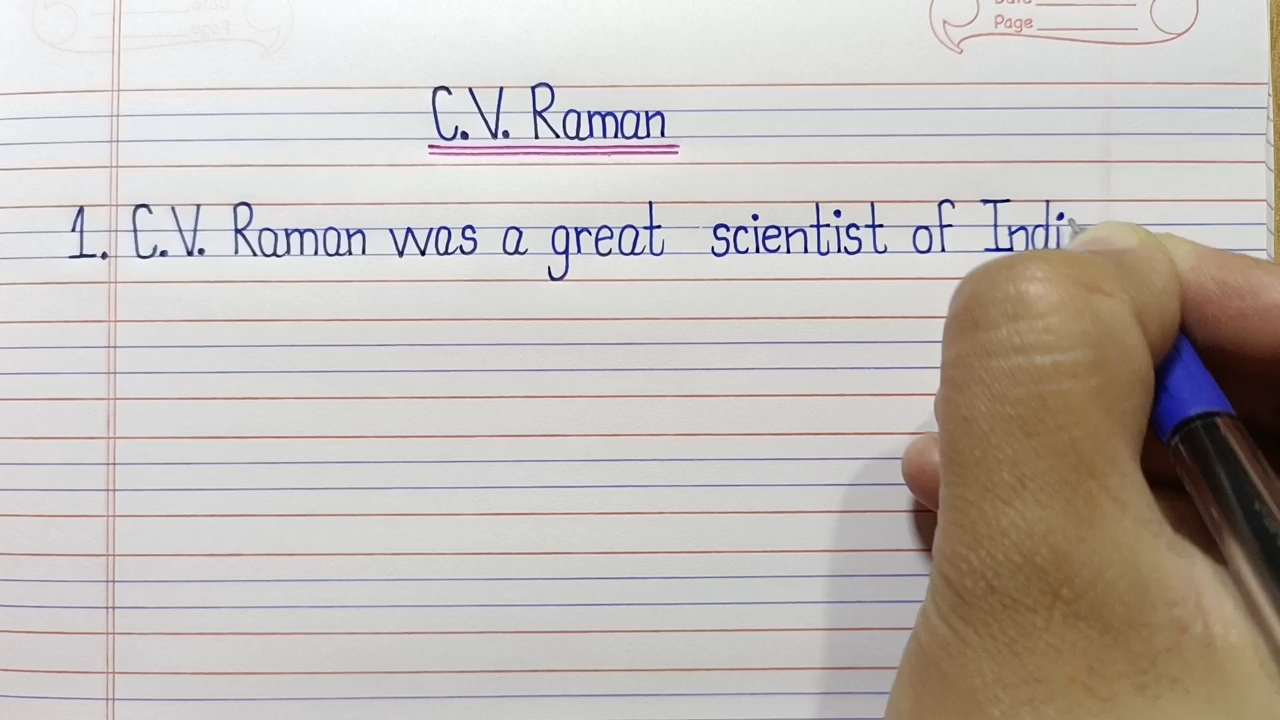 Page
C.V. Raman
1. C.V. Raman was a great scientist of Indi